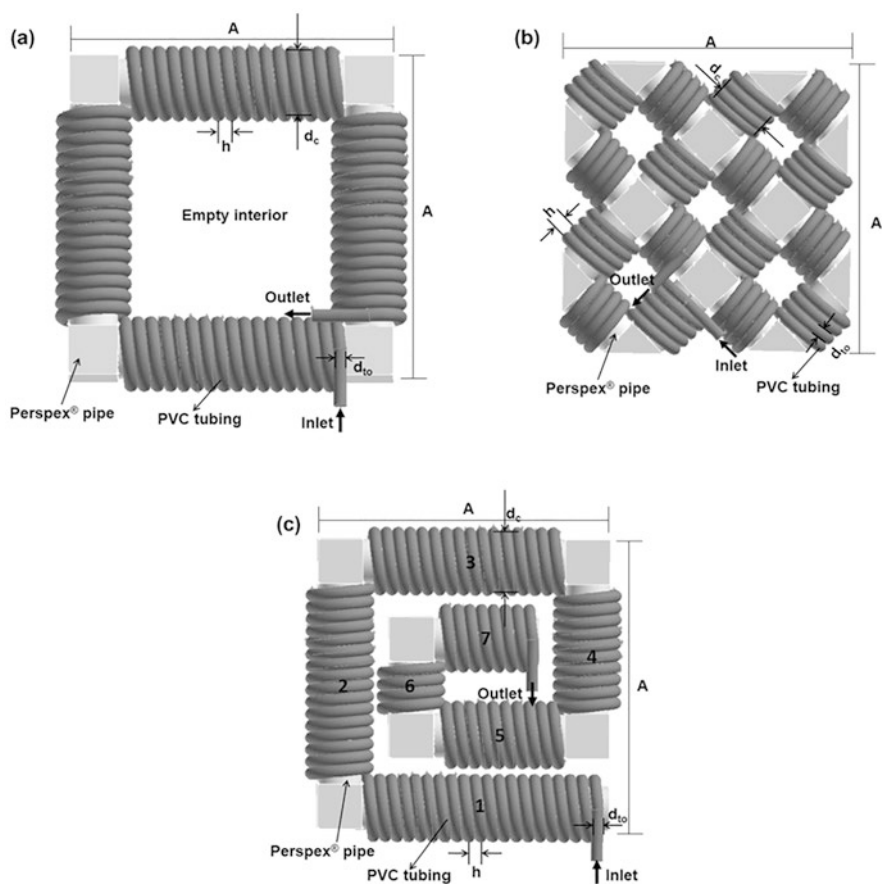 (a)
A
h
d_c
A
Empty interior
Outlet
d_to
Perspex® pipe
PVC tubing
Inlet
(b)
A
d_c
h
A
Outlet
d_to
Inlet
PVC tubing
Perspex® pipe
(c)
A
d_c
3
7
4
2
6
A
Outlet
5
1
d_to
Perspex® pipe
PVC tubing
h
Inlet